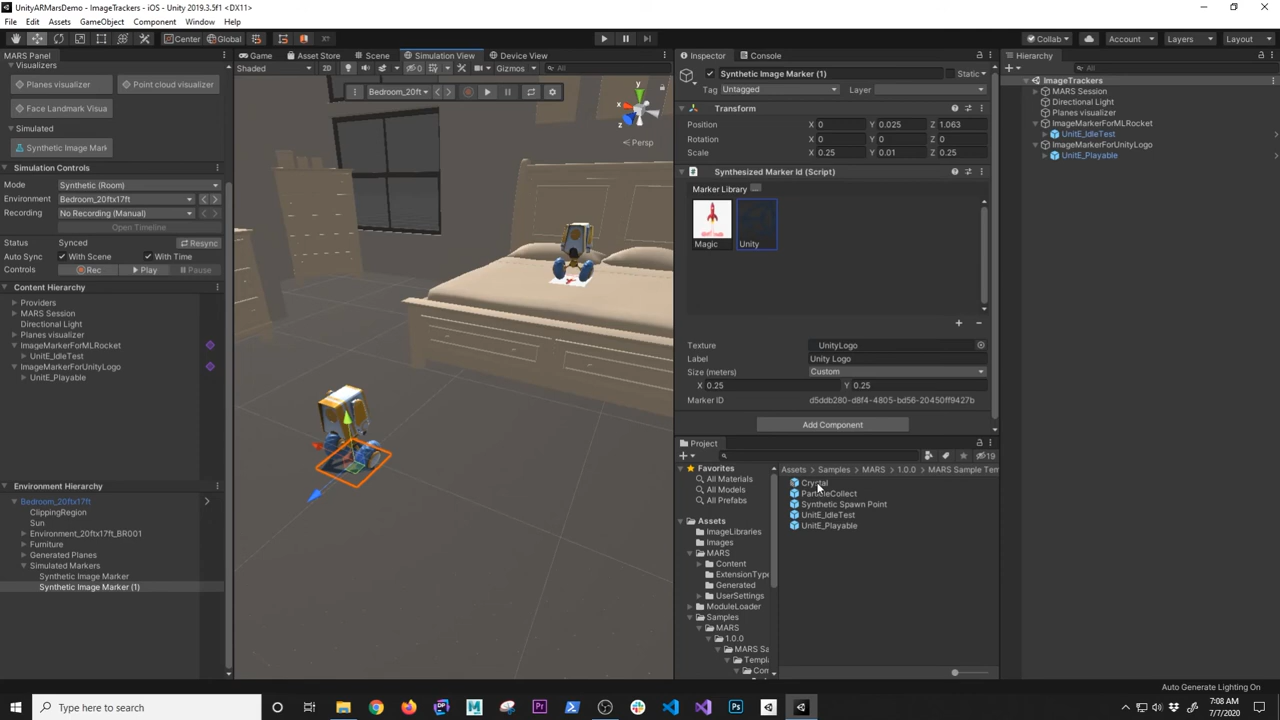 UnityARMarsDemo - ImageTrackers - iOS - Unity 2019.3.5f1 <DX11>
File Edit Assets GameObject Component Window Help
Center Global Collab Account Layers Layout
MARS Panel
Visualizers
Planes visualizer Point cloud visualizer
Face Landmark Visua
Simulated
Synthetic Image Mark
Simulation Controls
Mode Synthetic (Room)
Environment Bedroom_20ftx17ft
Recording No Recording (Manual)
Open Timeline
Status Synced Resync
Auto Sync With Scene With Time
Controls Rec Play Pause
Content Hierarchy
Providers
MARS Session
Directional Light
Planes visualizer
ImageMarkerForMLRocket
UnitE_IdleTest
ImageMarkerForUnityLogo
UnitE_Playable
Environment Hierarchy
Bedroom_20ftx17ft
ClippingRegion
Sun
Environment_20ftx17ft_BR001
Furniture
Generated Planes
Simulated Markers
Synthetic Image Marker
Synthetic Image Marker (1)
Game Asset Store Scene Simulation View Device View
Shaded 2D 0 Gizmos All
Bedroom_20ft
y
x
z
Persp
Inspector Console
Synthetic Image Marker (1) Static
Tag Untagged Layer
Transform
Position X 0 Y 0.025 Z 1.063
Rotation X 0 Y 0 Z 0
Scale X 0.25 Y 0.01 Z 0.25
Synthesized Marker Id (Script)
Marker Library
Magic Unity
Texture UnityLogo
Label Unity Logo
Size (meters) Custom
X 0.25 Y 0.25
Marker ID d5ddb280-d8f4-4805-bd56-20450ff9427b
Add Component
Project
19
Favorites
All Materials
All Models
All Prefabs
Assets
ImageLibraries
Images
MARS
Content
ExtensionType
Generated
UserSettings
ModuleLoader
Samples
MARS
1.0.0
MARS Sa
Templ
Com
Assets > Samples > MARS > 1.0.0 > MARS Sample Tem
Crystal
ParticleCollect
Synthetic Spawn Point
UnitE_IdleTest
UnitE_Playable
Hierarchy
All
ImageTrackers
MARS Session
Directional Light
Planes visualizer
ImageMarkerForMLRocket
UnitE_IdleTest
ImageMarkerForUnityLogo
UnitE_Playable
Auto Generate Lighting On
Type here to search
7:08 AM
7/7/2020